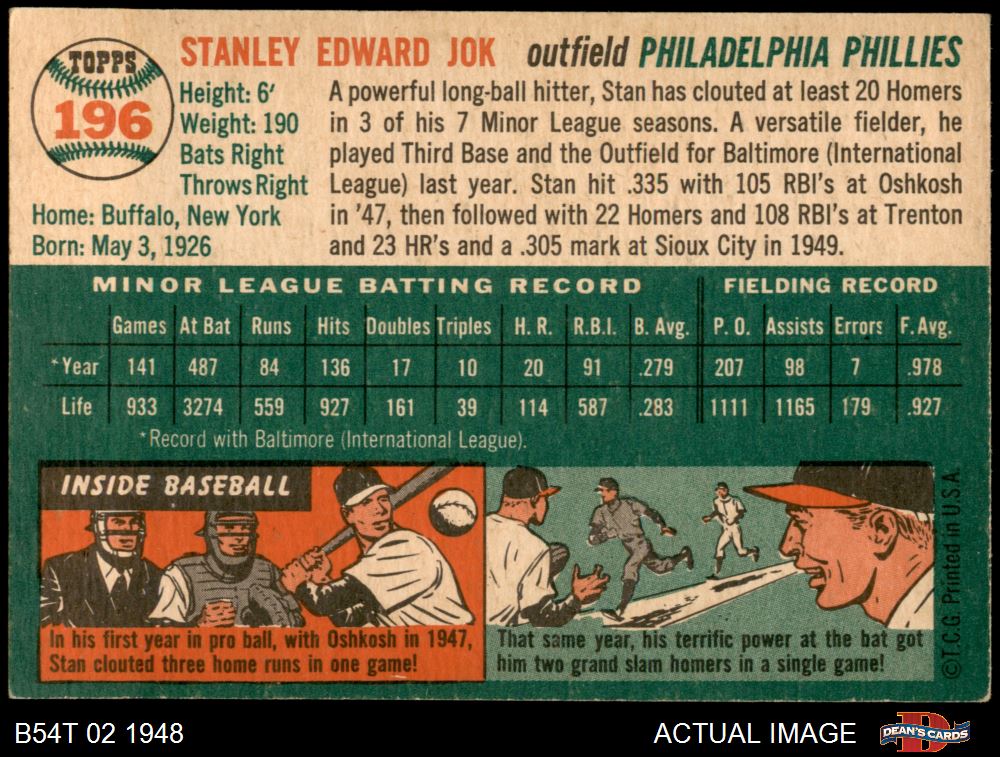 TOPPS
196
STANLEY EDWARD JOK outfield PHILADELPHIA PHILLIES
Height: 6'
Weight: 190
Bats Right
Throws Right
Home: Buffalo, New York
Born: May 3, 1926
A powerful long-ball hitter, Stan has clouted at least 20 Homers
in 3 of his 7 Minor League seasons. A versatile fielder, he
played Third Base and the Outfield for Baltimore (International
League) last year. Stan hit .335 with 105 RBI's at Oshkosh
in '47, then followed with 22 Homers and 108 RBI's at Trenton
and 23 HR's and a .305 mark at Sioux City in 1949.
MINOR LEAGUE BATTING RECORD FIELDING RECORD
Games At Bat Runs Hits Doubles Triples H. R. R.B.I. B. Avg. P. O. Assists Errors F. Avg.
*Year 141 487 84 136 17 10 20 91 .279 207 98 7 .978
Life 933 3274 559 927 161 39 114 587 .283 1111 1165 179 .927
*Record with Baltimore (International League).
INSIDE BASEBALL
In his first year in pro ball, with Oshkosh in 1947,
Stan clouted three home runs in one game!
That same year, his terrific power at the bat got
him two grand slam homers in a single game!
©T.C.G. Printed in U.S.A.
B54T 02 1948
ACTUAL IMAGE
DEAN'S CARDS